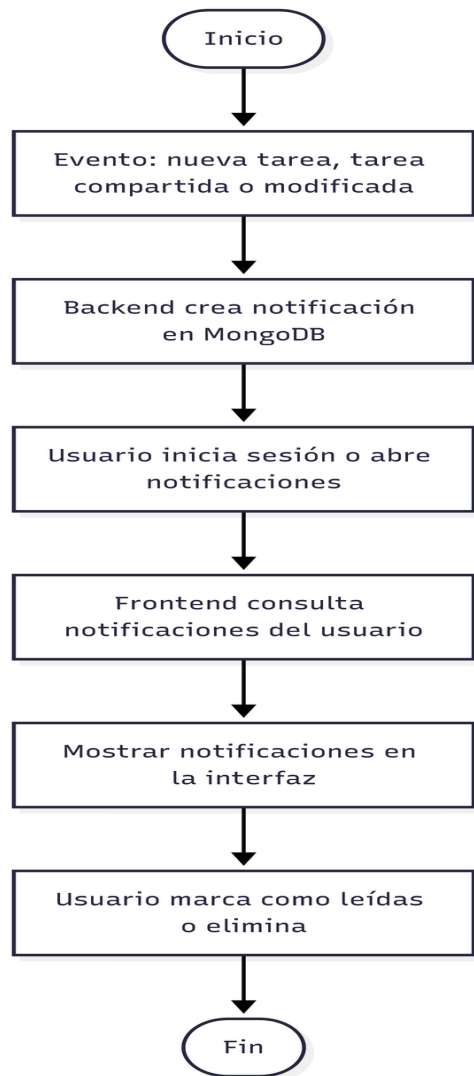 Inicio
Evento: nueva tarea, tarea
compartida o modificada
Backend crea notificación
en MongoDB
Usuario inicia sesión o abre
notificaciones
Frontend consulta
notificaciones del usuario
Mostrar notificaciones en
la interfaz
Usuario marca como leídas
o elimina
Fin